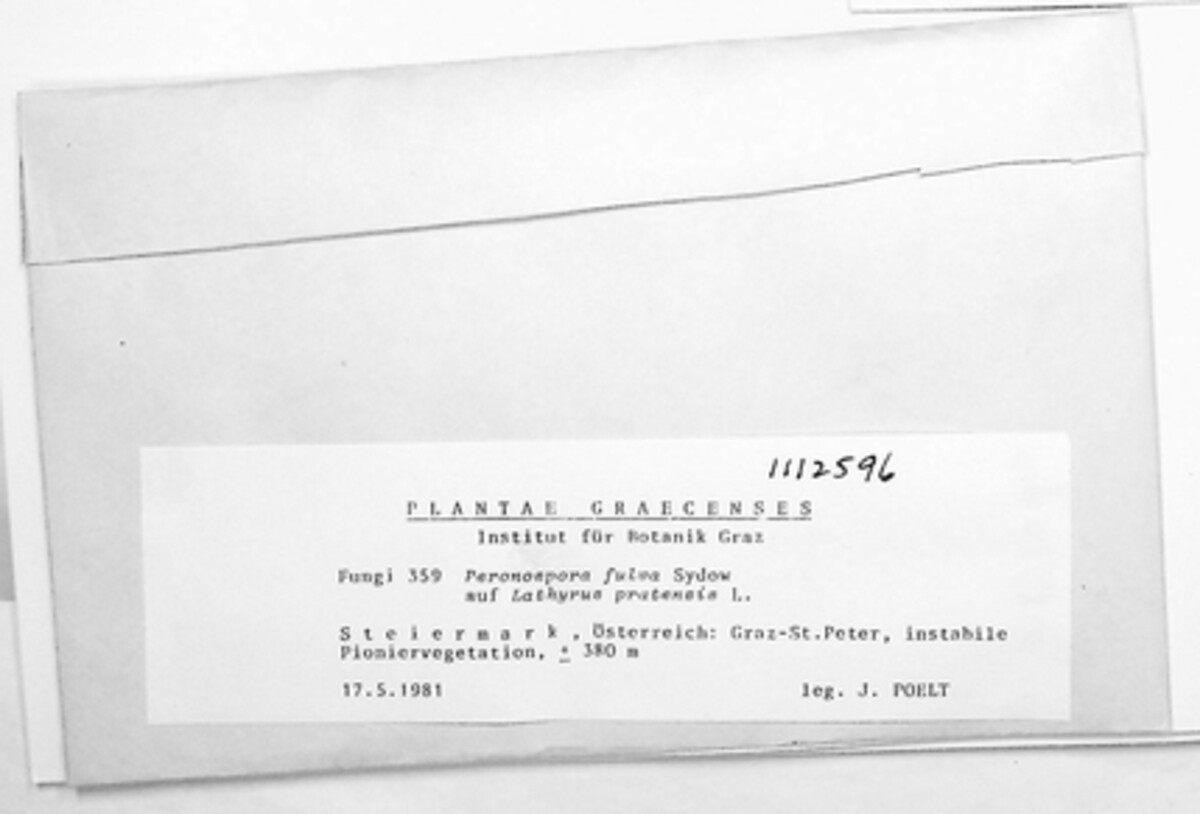 1112596
PLANTAE GRAECENSES
Institut für Botanik Graz
Fungi 359 Peronospora fulva Sydow
auf Lathyrus pratensis L.
Steiermark, Österreich: Graz-St.Peter, instabile
Pioniervegetation, ± 380 m
17.5.1981 leg. J. POELT